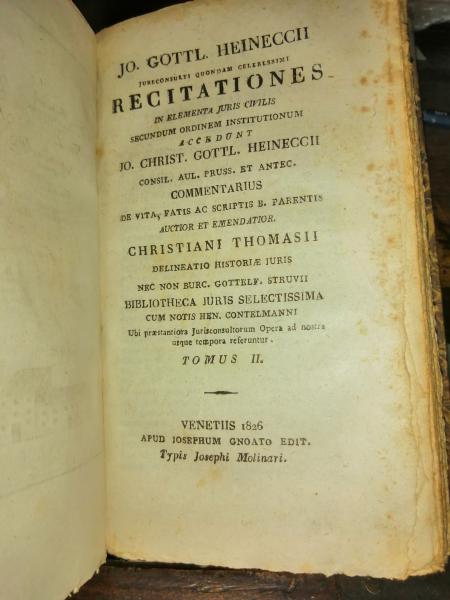 JO. GOTTL. HEINECCII
JURECONSULTI QUONDAM CELEBERRIMI
RECITATIONES
IN ELEMENTA JURIS CIVILIS
SECUNDUM ORDINEM INSTITUTIONUM
ACCEDUNT
JO. CHRIST. GOTTL. HEINECCII
CONSIL. AUL. PRUSS. ET ANTEC.
COMMENTARIUS
DE VITA, FATIS AC SCRIPTIS B. PARENTIS
AUCTIOR ET EMENDATIOR.
CHRISTIANI THOMASII
DELINEATIO HISTORIÆ JURIS
NEC NON BURC. GOTTELF. STRUVII
BIBLIOTHECA JURIS SELECTISSIMA
CUM NOTIS HEN. CONTELMANNI
Ubi præstantiora Jurisconsultorum Opera ad nostra
usque tempora referuntur.
TOMUS II.
VENETIIS 1826
APUD IOSEPHUM GNOATO EDIT.
Typis Josephi Molinari.